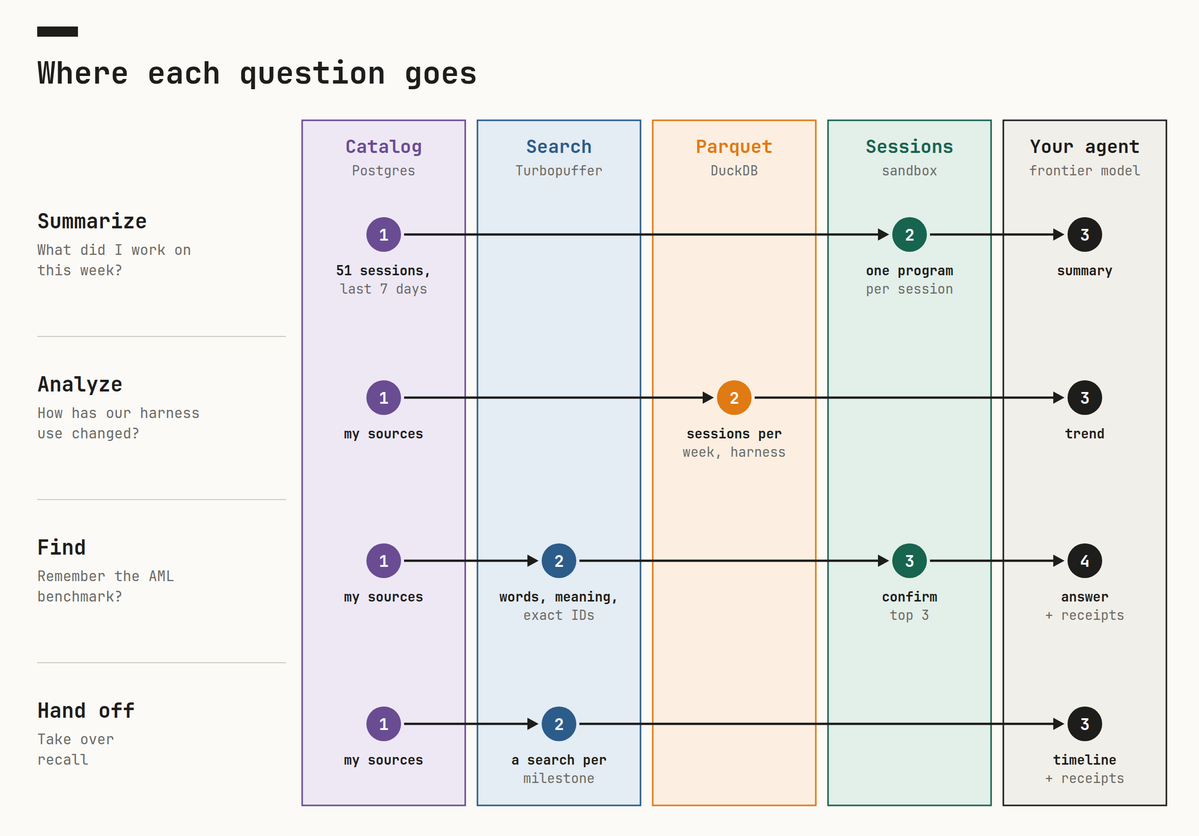 Where each question goes
Catalog
Postgres
Search
Turbopuffer
Parquet
DuckDB
Sessions
sandbox
Your agent
frontier model
Summarize
What did I work on
this week?
1
51 sessions,
last 7 days
2
one program
per session
3
summary
Analyze
How has our harness
use changed?
1
my sources
2
sessions per
week, harness
3
trend
Find
Remember the AML
benchmark?
1
my sources
2
words, meaning,
exact IDs
3
confirm
top 3
4
answer
+ receipts
Hand off
Take over
recall
1
my sources
2
a search per
milestone
3
timeline
+ receipts